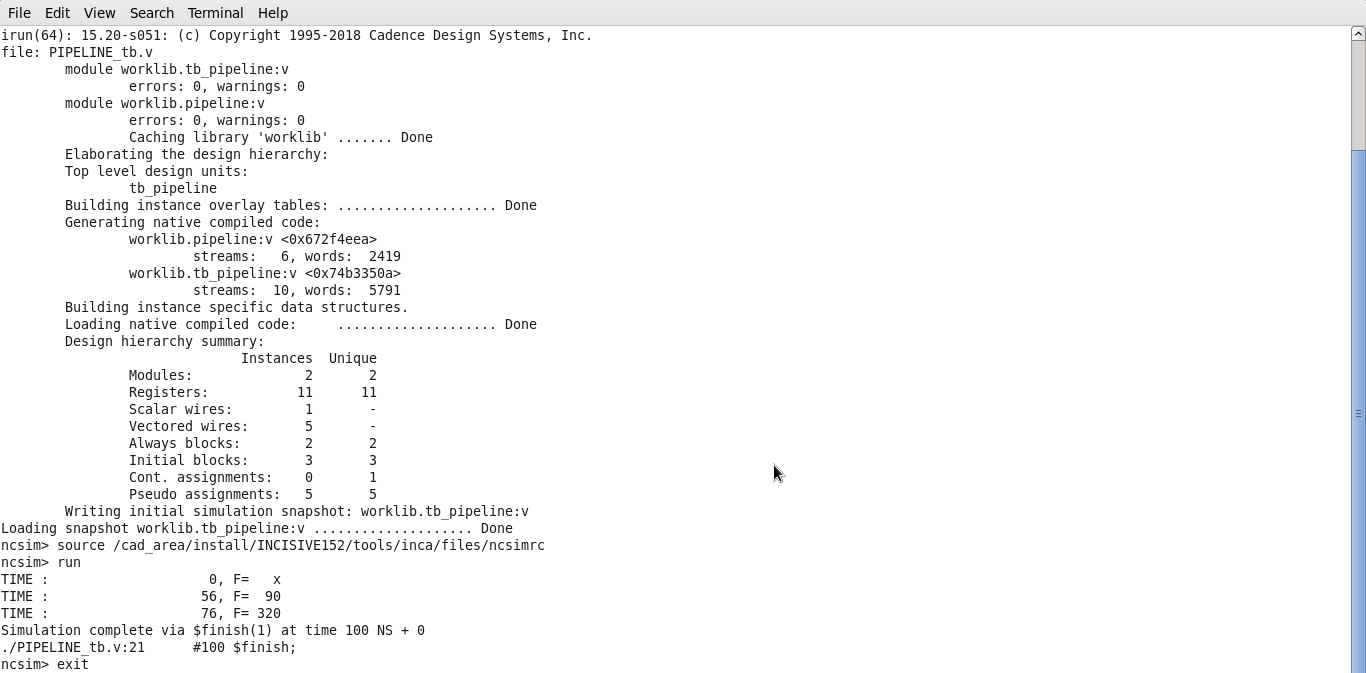 File Edit View Search Terminal Help
irun(64): 15.20-s051: (c) Copyright 1995-2018 Cadence Design Systems, Inc.
file: PIPELINE_tb.v
        module worklib.tb_pipeline:v
                errors: 0, warnings: 0
        module worklib.pipeline:v
                errors: 0, warnings: 0
                Caching library 'worklib' ....... Done
        Elaborating the design hierarchy:
        Top level design units:
                tb_pipeline
        Building instance overlay tables: .................... Done
        Generating native compiled code:
                worklib.pipeline:v <0x672f4eea>
                        streams:   6, words:  2419
                worklib.tb_pipeline:v <0x74b3350a>
                        streams:  10, words:  5791
        Building instance specific data structures.
        Loading native compiled code:     .................... Done
        Design hierarchy summary:
                              Instances  Unique
                Modules:              2       2
                Registers:           11      11
                Scalar wires:         1       -
                Vectored wires:       5       -
                Always blocks:        2       2
                Initial blocks:       3       3
                Cont. assignments:    0       1
                Pseudo assignments:   5       5
        Writing initial simulation snapshot: worklib.tb_pipeline:v
Loading snapshot worklib.tb_pipeline:v .................... Done
ncsim> source /cad_area/install/INCISIVE152/tools/inca/files/ncsimrc
ncsim> run
TIME :                    0, F=   x
TIME :                   56, F=  90
TIME :                   76, F= 320
Simulation complete via $finish(1) at time 100 NS + 0
./PIPELINE_tb.v:21      #100 $finish;
ncsim> exit